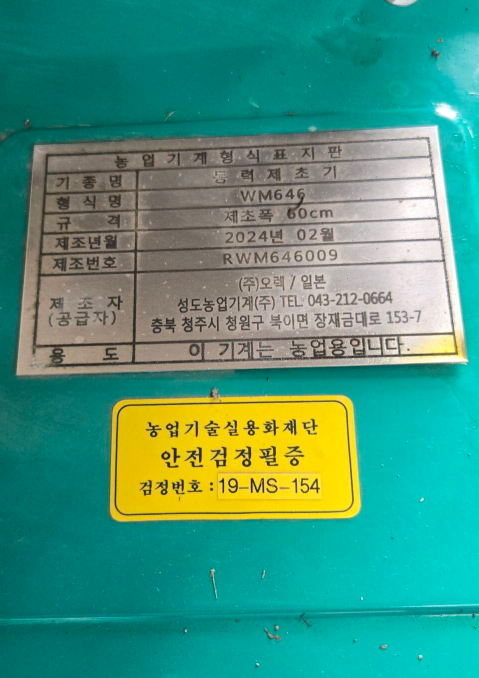 농업기계형식표지판
기종명 동력제초기
형식명 WM646
규격 제초폭 60cm
제조년월 2024년 02월
제조번호 RWM646009
제조자 (공급자) (주)오렉 / 일본
성도농업기계(주) TEL 043-212-0664
충북 청주시 청원구 북이면 장재금대로 153-7
용도 이 기계는 농업용입니다.
농업기술실용화재단
안전검정필증
검정번호 : 19-MS-154